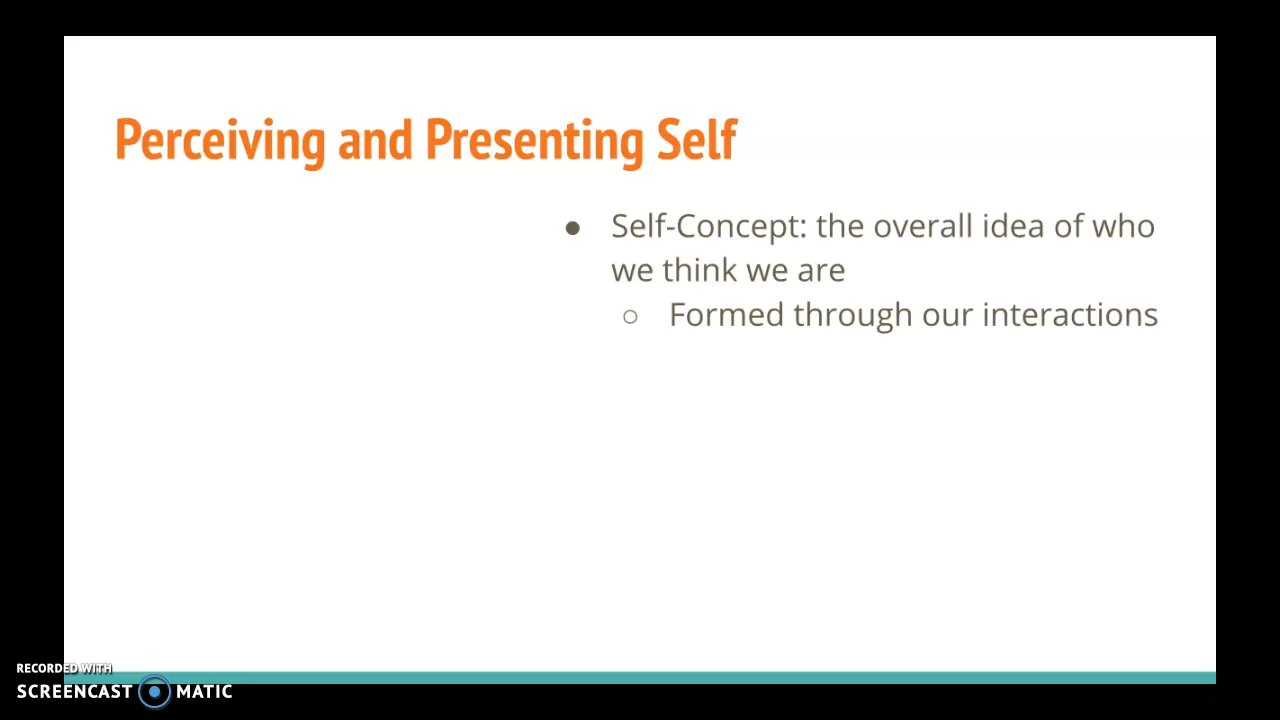 Perceiving and Presenting Self
● Self-Concept: the overall idea of who
we think we are
○ Formed through our interactions
RECORDED WITH
SCREENCAST MATIC